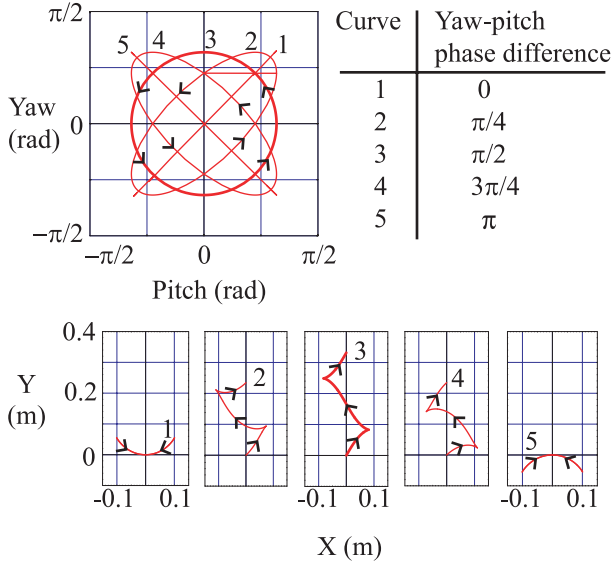 π/2
5 4 3 2 1
Yaw
(rad)
0
−π/2
−π/2 0 π/2
Pitch (rad)
Curve Yaw-pitch
phase difference
1 0
2 π/4
3 π/2
4 3π/4
5 π
0.4
Y
(m)
0.2
0
1
2
3
4
5
-0.1 0.1 -0.1 0.1 -0.1 0.1
X (m)